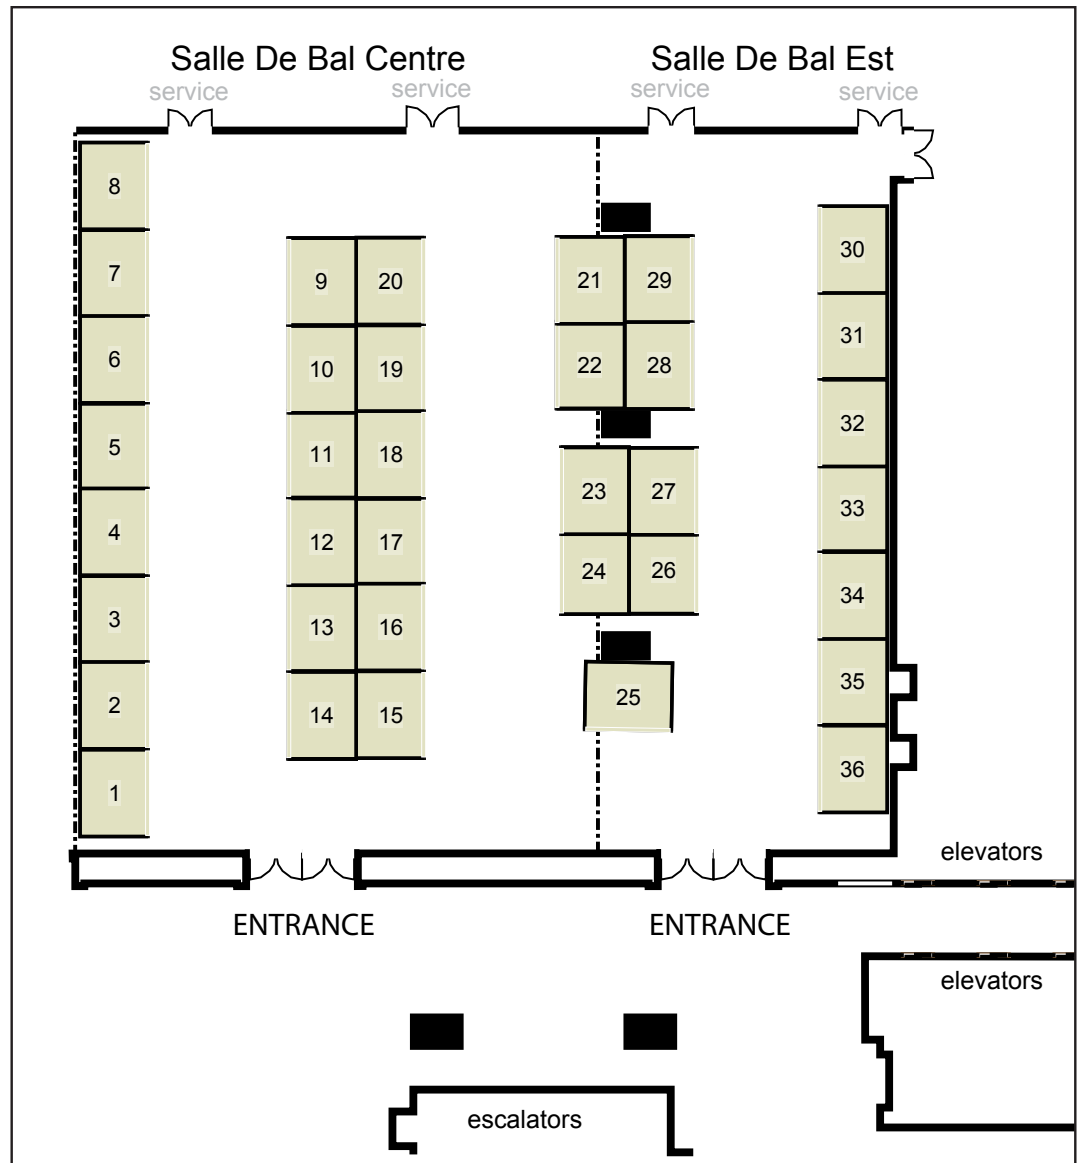 Salle De Bal Centre
Salle De Bal Est
service
service
service
service
8
7
6
5
4
3
2
1
9 20
10 19
11 18
12 17
13 16
14 15
21 29
22 28
23 27
24 26
25
30
31
32
33
34
35
36
elevators
ENTRANCE
ENTRANCE
elevators
escalators